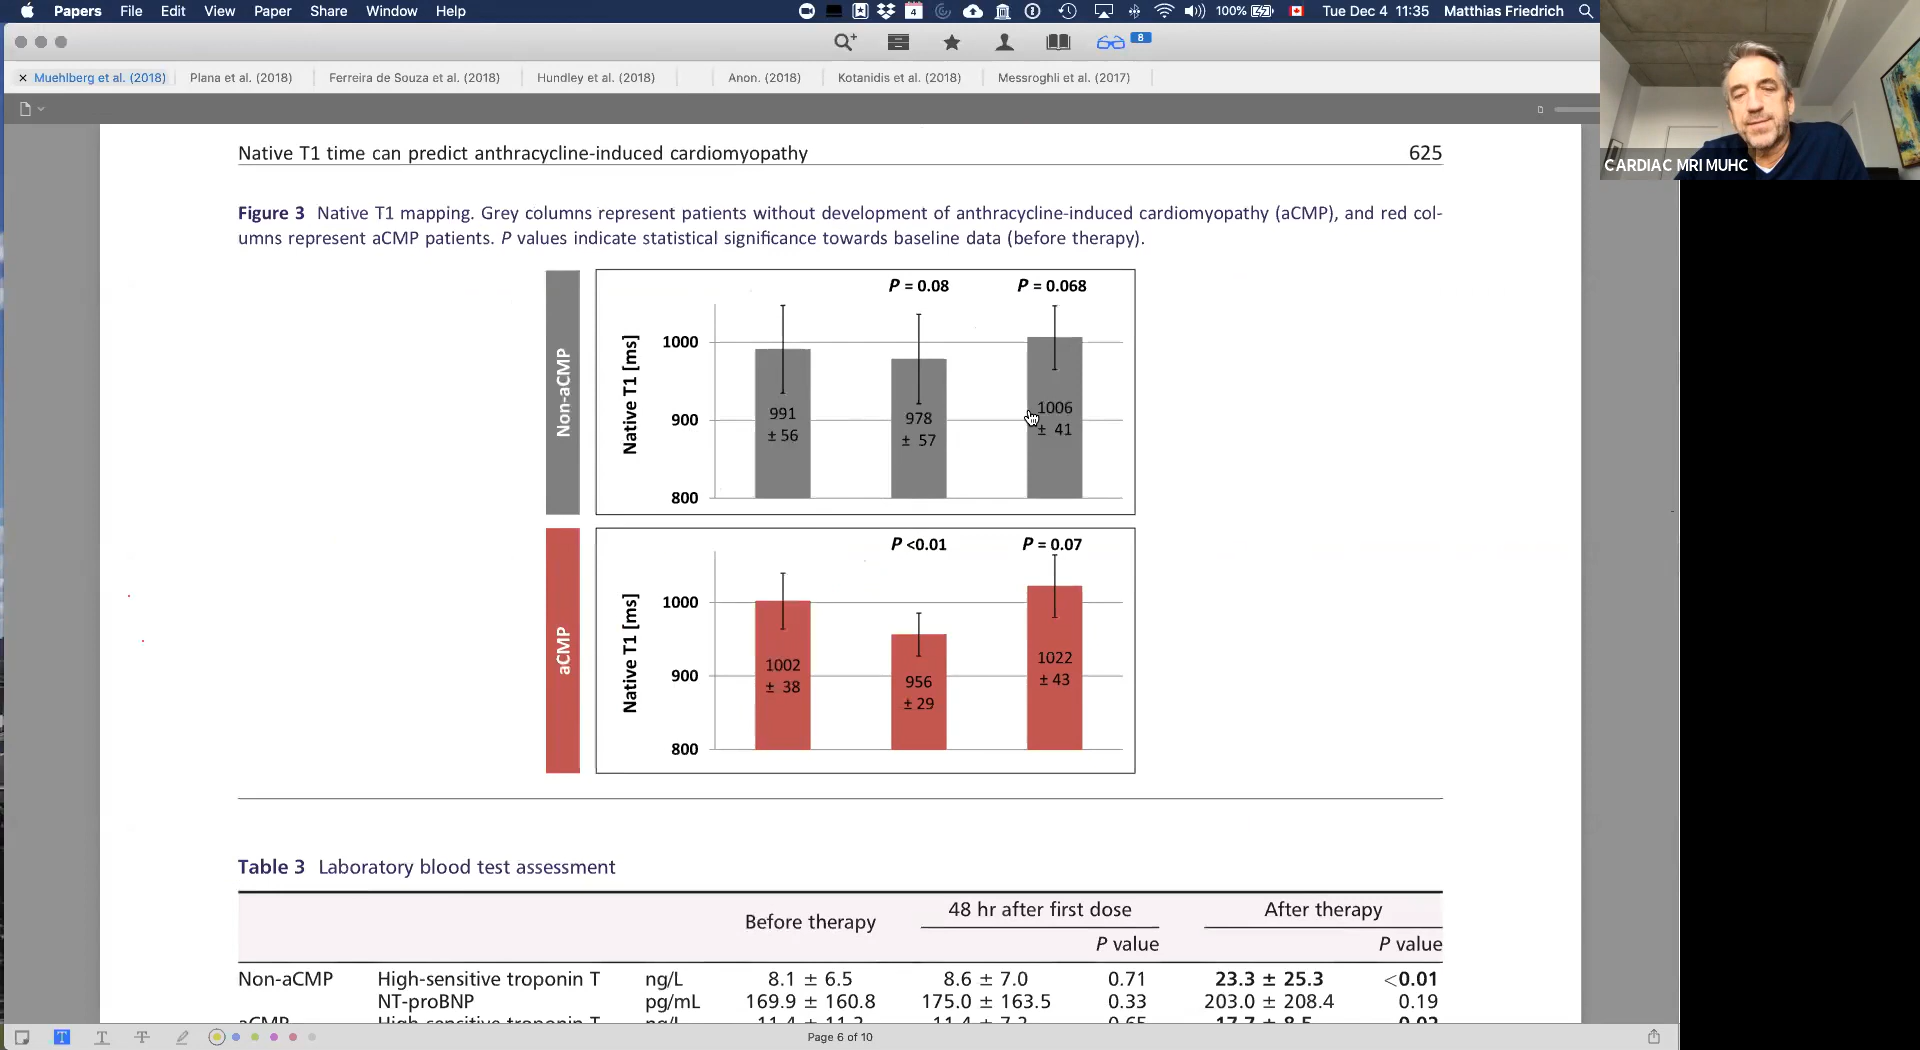 Papers File Edit View Paper Share Window Help 4 100% Tue Dec 4 11:35 Matthias Friedrich
8
× Muehlberg et al. (2018) Plana et al. (2018) Ferreira de Souza et al. (2018) Hundley et al. (2018) Anon. (2018) Kotanidis et al. (2018) Messroghli et al. (2017)
CARDIAC MRI MUHC
Native T1 time can predict anthracycline-induced cardiomyopathy 625
Figure 3 Native T1 mapping. Grey columns represent patients without development of anthracycline-induced cardiomyopathy (aCMP), and red col-
umns represent aCMP patients. P values indicate statistical significance towards baseline data (before therapy).
Non-aCMP
Native T1 [ms]
P = 0.08 P = 0.068
1000
900
800
991
± 56
978
± 57
1006
± 41
aCMP
Native T1 [ms]
P <0.01 P = 0.07
1000
900
800
1002
± 38
956
± 29
1022
± 43
Table 3 Laboratory blood test assessment
Before therapy 48 hr after first dose After therapy
P value P value
Non-aCMP High-sensitive troponin T ng/L 8.1 ± 6.5 8.6 ± 7.0 0.71 23.3 ± 25.3 <0.01
NT-proBNP pg/mL 169.9 ± 160.8 175.0 ± 163.5 0.33 203.0 ± 208.4 0.19
aCMP High-sensitive troponin T ng/L
T T T
Page 6 of 10